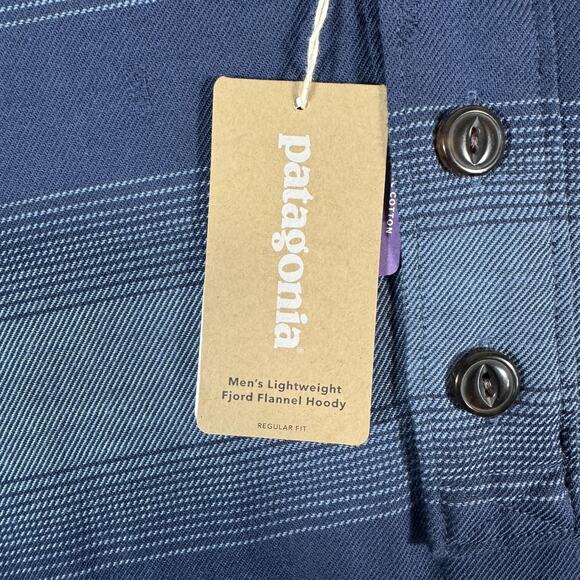 patagonia®
Men's Lightweight
Fjord Flannel Hoody
REGULAR FIT
COTTON